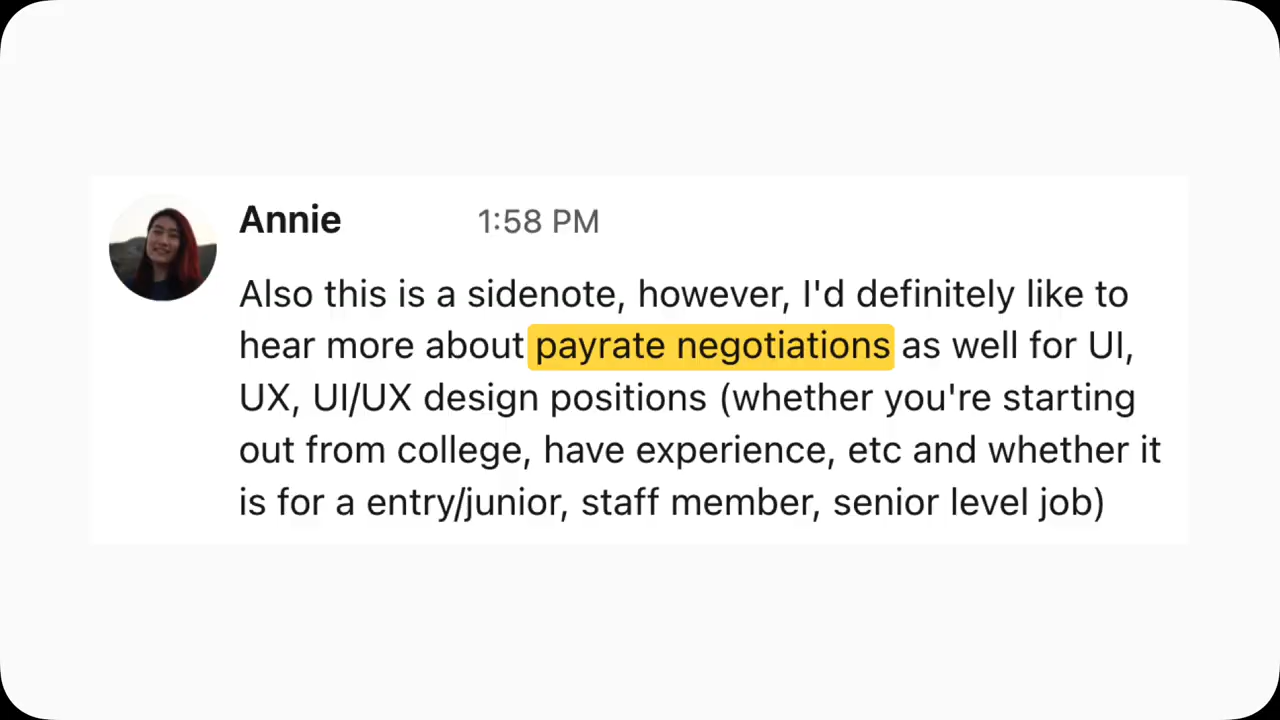 Annie 1:58 PM
Also this is a sidenote, however, I'd definitely like to
hear more about payrate negotiations as well for UI,
UX, UI/UX design positions (whether you're starting
out from college, have experience, etc and whether it
is for a entry/junior, staff member, senior level job)